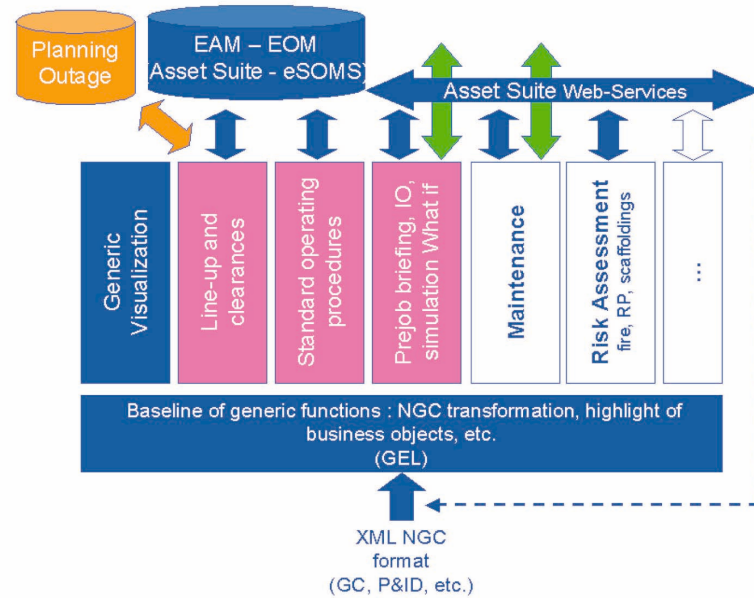 Planning
Outage
EAM – EOM
(Asset Suite - eSOMS)
Asset Suite Web-Services
Generic
Visualization
Line-up and
clearances
Standard operating
procedures
Prejob briefing, IO,
simulation What if
Maintenance
Risk Assessment
fire, RP, scaffoldings
...
Baseline of generic functions : NGC transformation, highlight of
business objects, etc.
(GEL)
XML NGC
format
(GC, P&ID, etc.)